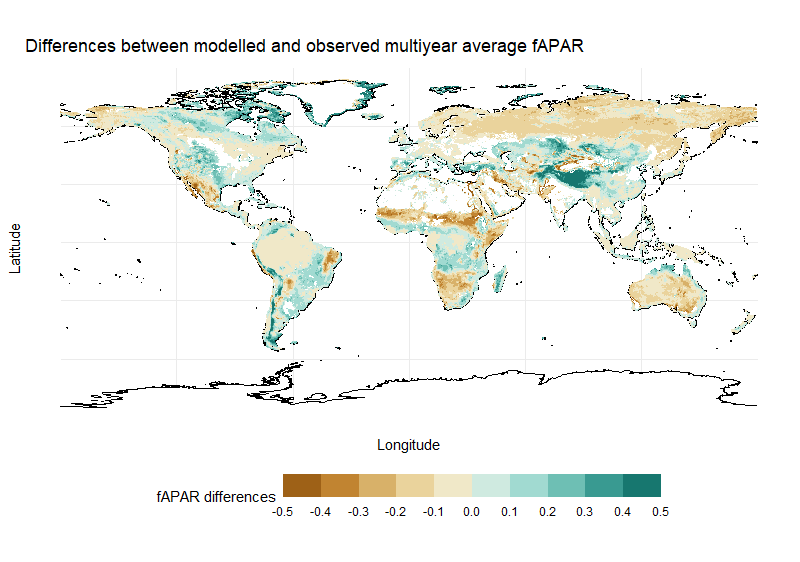 Differences between modelled and observed multiyear average fAPAR
Latitude
Longitude
fAPAR differences
-0.5 -0.4 -0.3 -0.2 -0.1 0.0 0.1 0.2 0.3 0.4 0.5